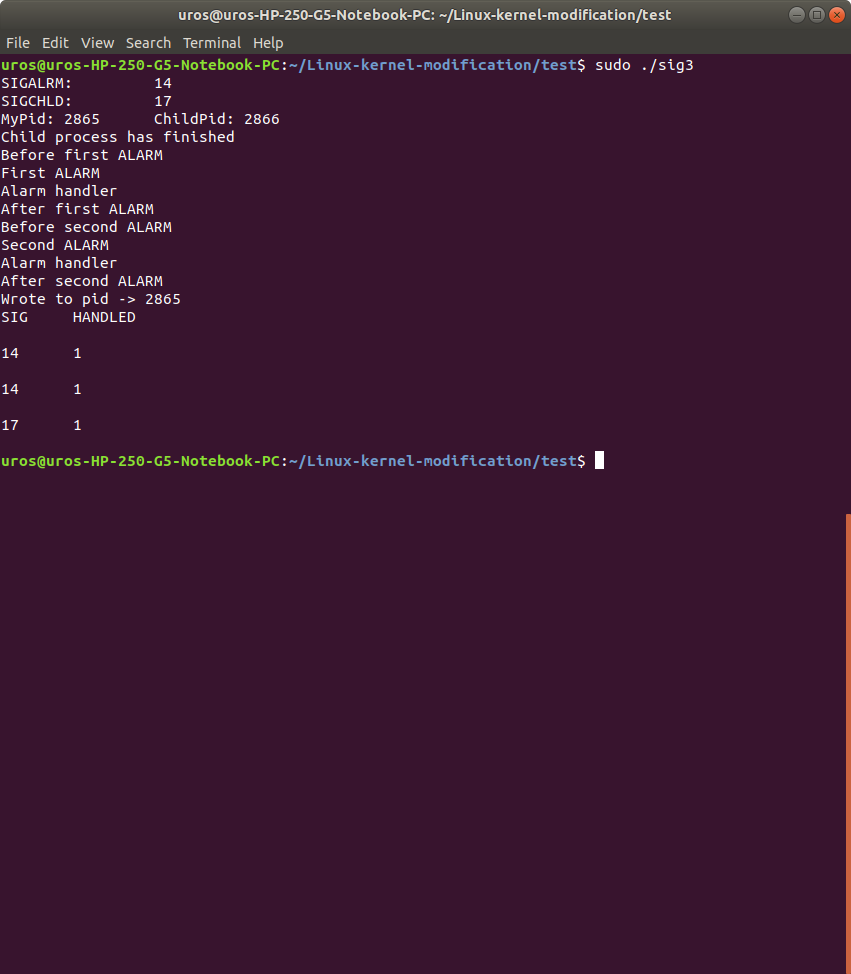 uros@uros-HP-250-G5-Notebook-PC: ~/Linux-kernel-modification/test
File Edit View Search Terminal Help
uros@uros-HP-250-G5-Notebook-PC:~/Linux-kernel-modification/test$ sudo ./sig3
SIGALRM: 14
SIGCHLD: 17
MyPid: 2865 ChildPid: 2866
Child process has finished
Before first ALARM
First ALARM
Alarm handler
After first ALARM
Before second ALARM
Second ALARM
Alarm handler
After second ALARM
Wrote to pid -> 2865
SIG HANDLED
14 1
14 1
17 1
uros@uros-HP-250-G5-Notebook-PC:~/Linux-kernel-modification/test$